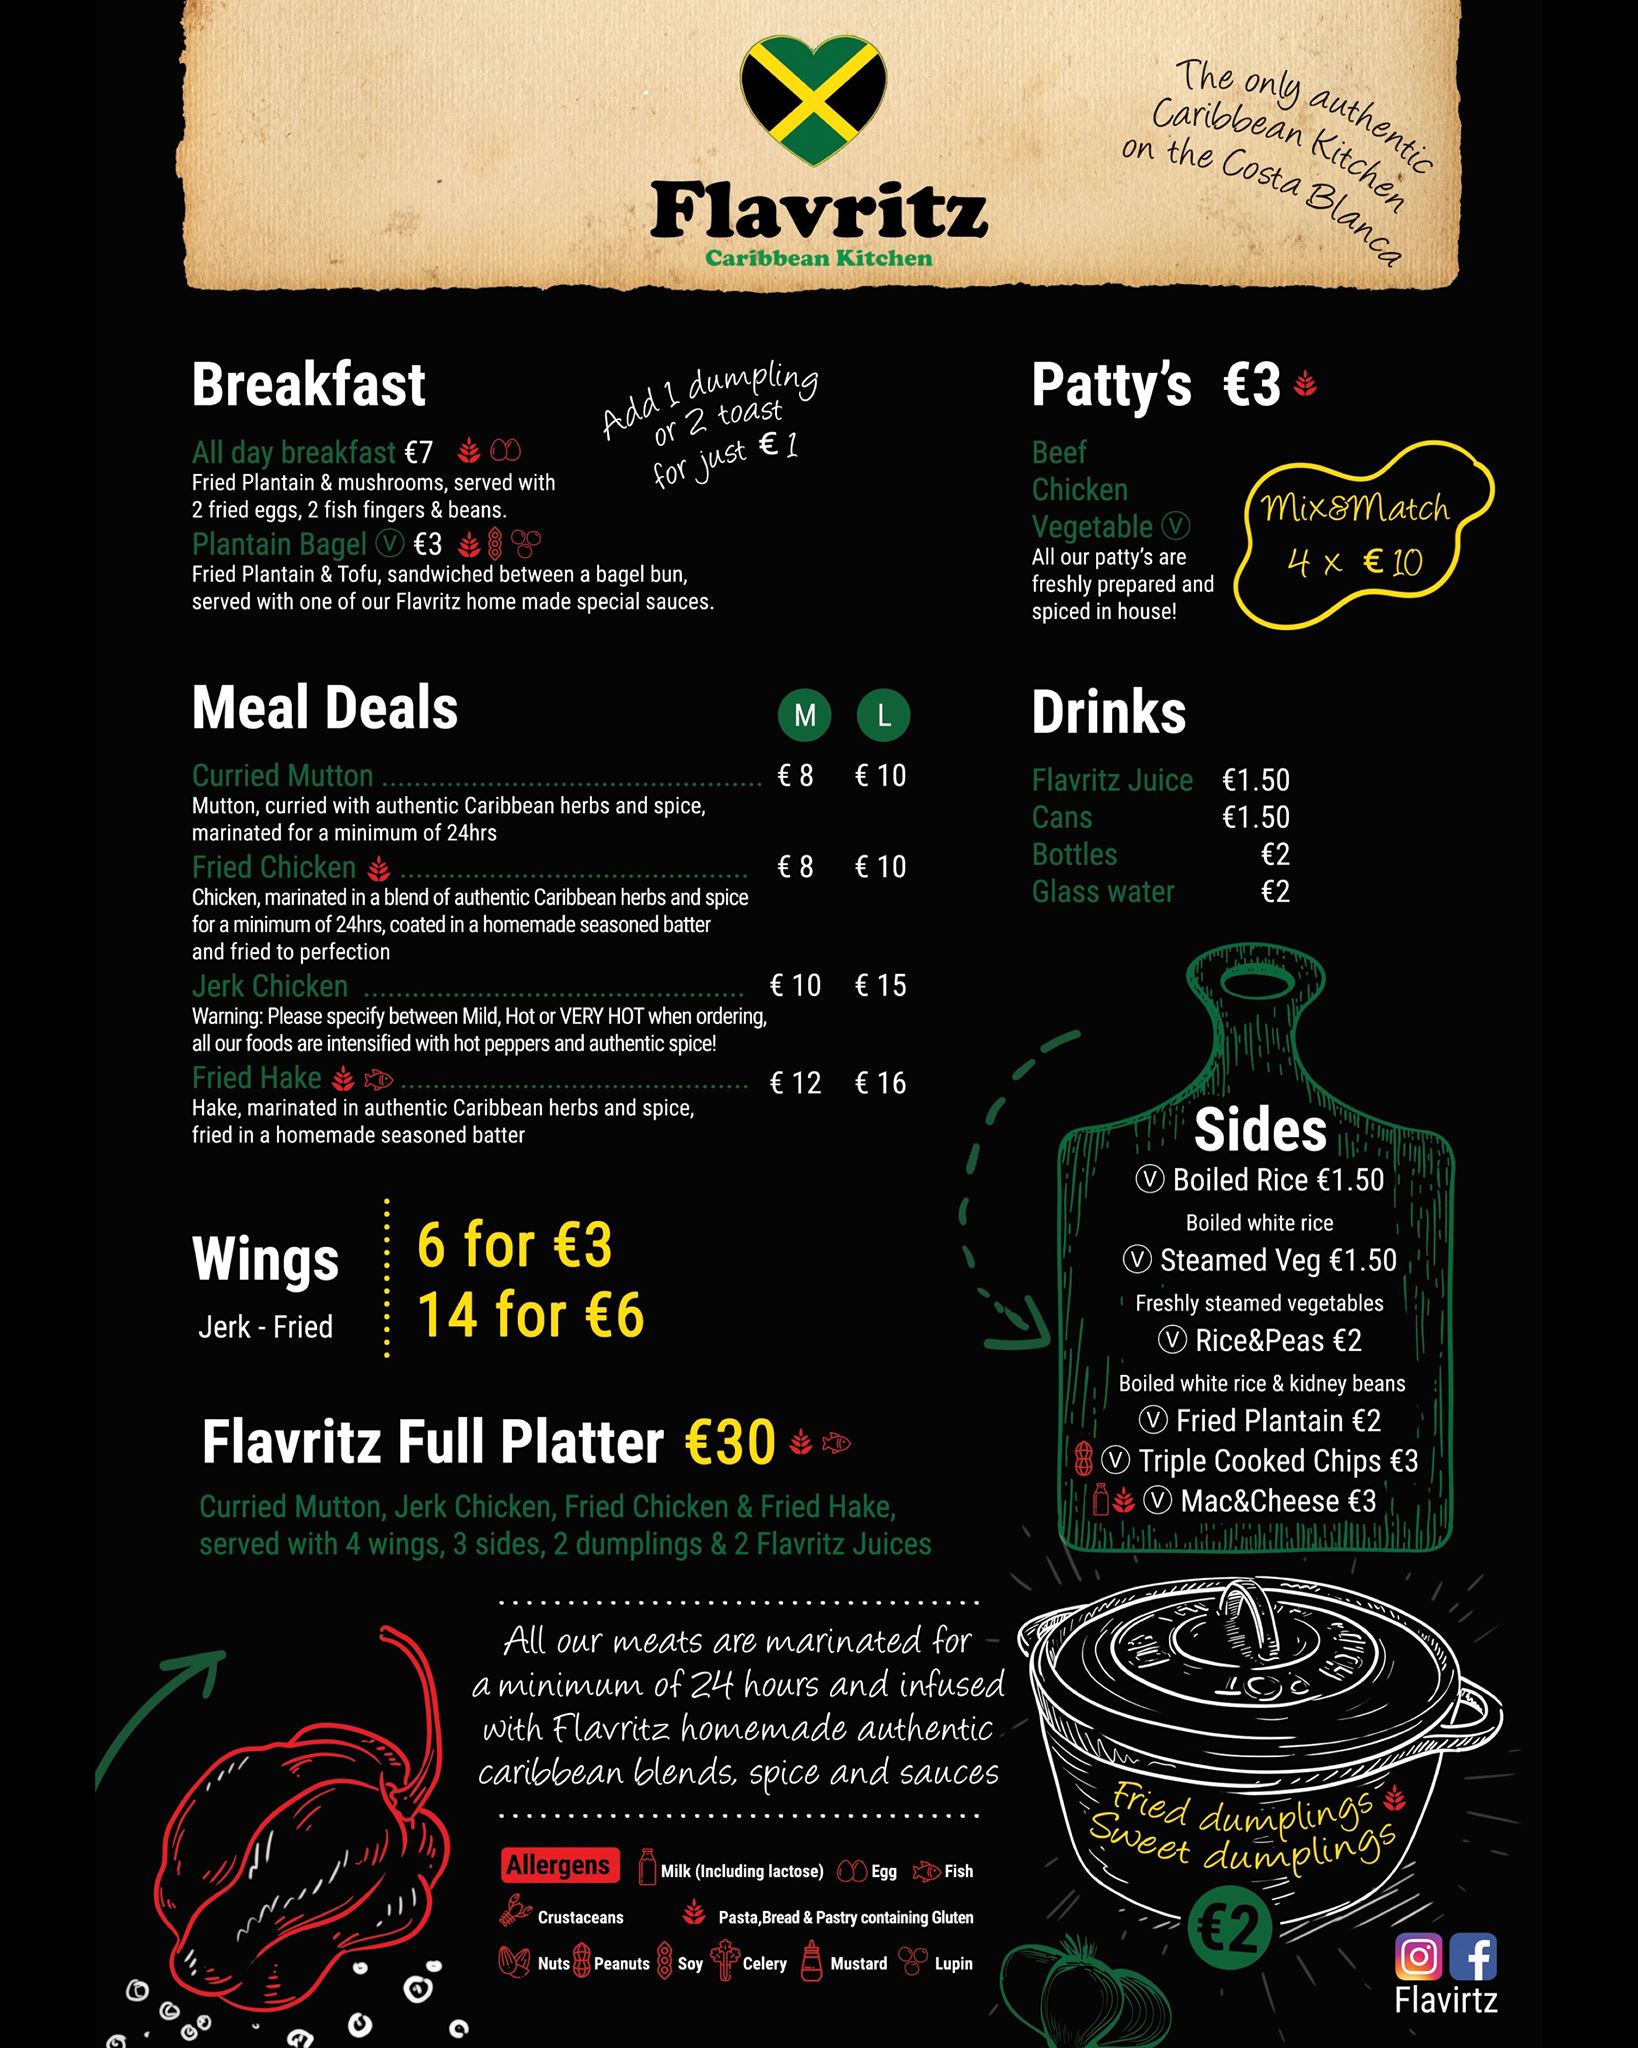 The only authentic
Caribbean Kitchen
on the Costa Blanca
Flavritz
Caribbean Kitchen
Breakfast
Add 1 dumpling
or 2 toast
for just € 1
All day breakfast €7
Fried Plantain & mushrooms, served with
2 fried eggs, 2 fish fingers & beans.
Plantain Bagel V €3
Fried Plantain & Tofu, sandwiched between a bagel bun,
served with one of our Flavritz home made special sauces.
Patty's €3
Beef
Chicken
Vegetable V
All our patty's are
freshly prepared and
spiced in house!
Mix&Match
4 x € 10
Meal Deals M L
Curried Mutton ................................................ € 8 € 10
Mutton, curried with authentic Caribbean herbs and spice,
marinated for a minimum of 24hrs
Fried Chicken ............................................ € 8 € 10
Chicken, marinated in a blend of authentic Caribbean herbs and spice
for a minimum of 24hrs, coated in a homemade seasoned batter
and fried to perfection
Jerk Chicken ................................................ € 10 € 15
Warning: Please specify between Mild, Hot or VERY HOT when ordering,
all our foods are intensified with hot peppers and authentic spice!
Fried Hake ............................................ € 12 € 16
Hake, marinated in authentic Caribbean herbs and spice,
fried in a homemade seasoned batter
Drinks
Flavritz Juice €1.50
Cans €1.50
Bottles €2
Glass water €2
Wings
Jerk - Fried
6 for €3
14 for €6
Sides
V Boiled Rice €1.50
Boiled white rice
V Steamed Veg €1.50
Freshly steamed vegetables
V Rice&Peas €2
Boiled white rice & kidney beans
V Fried Plantain €2
V Triple Cooked Chips €3
V Mac&Cheese €3
Flavritz Full Platter €30
Curried Mutton, Jerk Chicken, Fried Chicken & Fried Hake,
served with 4 wings, 3 sides, 2 dumplings & 2 Flavritz Juices
All our meats are marinated for
a minimum of 24 hours and infused
with Flavritz homemade authentic
caribbean blends, spice and sauces
Fried dumplings
Sweet dumplings
€2
Allergens Milk (Including lactose) Egg Fish
Crustaceans Pasta,Bread & Pastry containing Gluten
Nuts Peanuts Soy Celery Mustard Lupin
Flavirtz